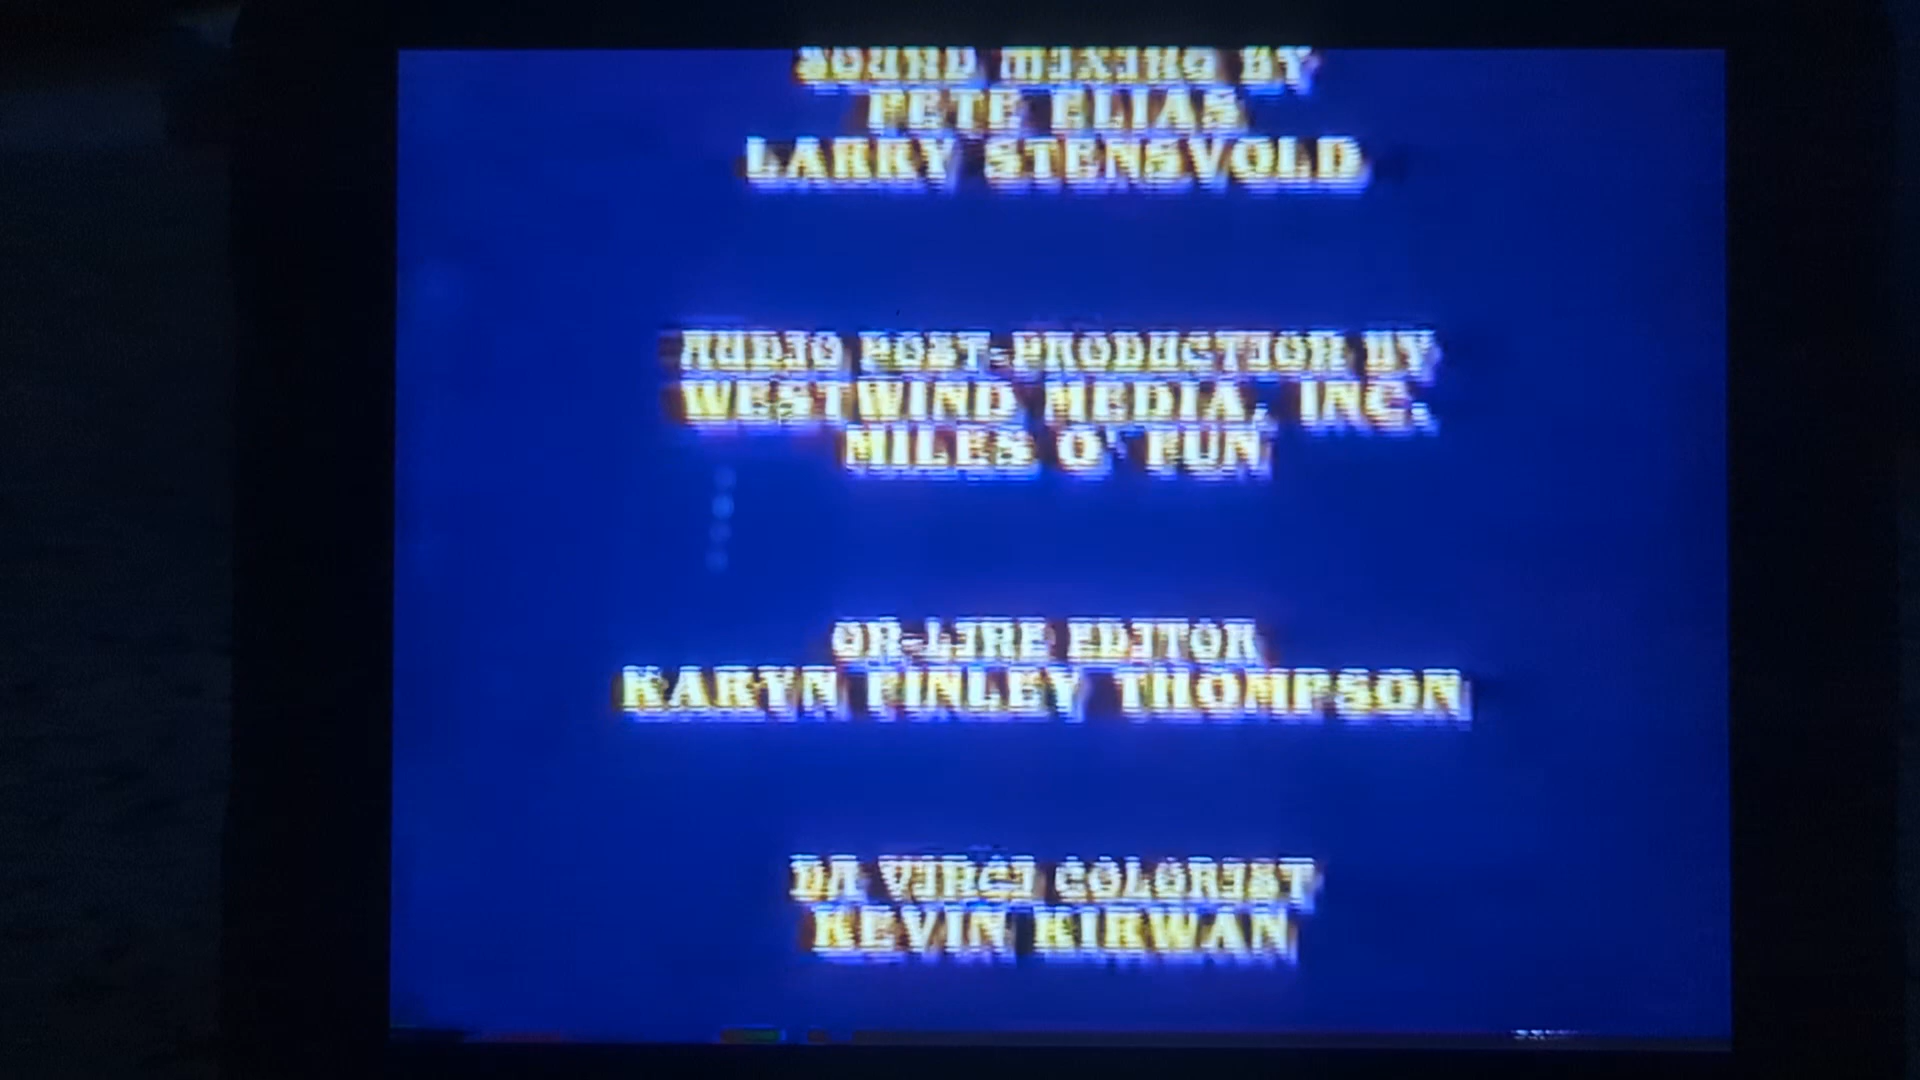 SOUND MIXING BY
PETE ELIAS
LARRY STENSVOLD
AUDIO POST-PRODUCTION BY
WESTWIND MEDIA, INC.
MILES O' FUN
ON-LINE EDITOR
KARYN FINLEY THOMPSON
DA VINCI COLORIST
KEVIN KIRWAN